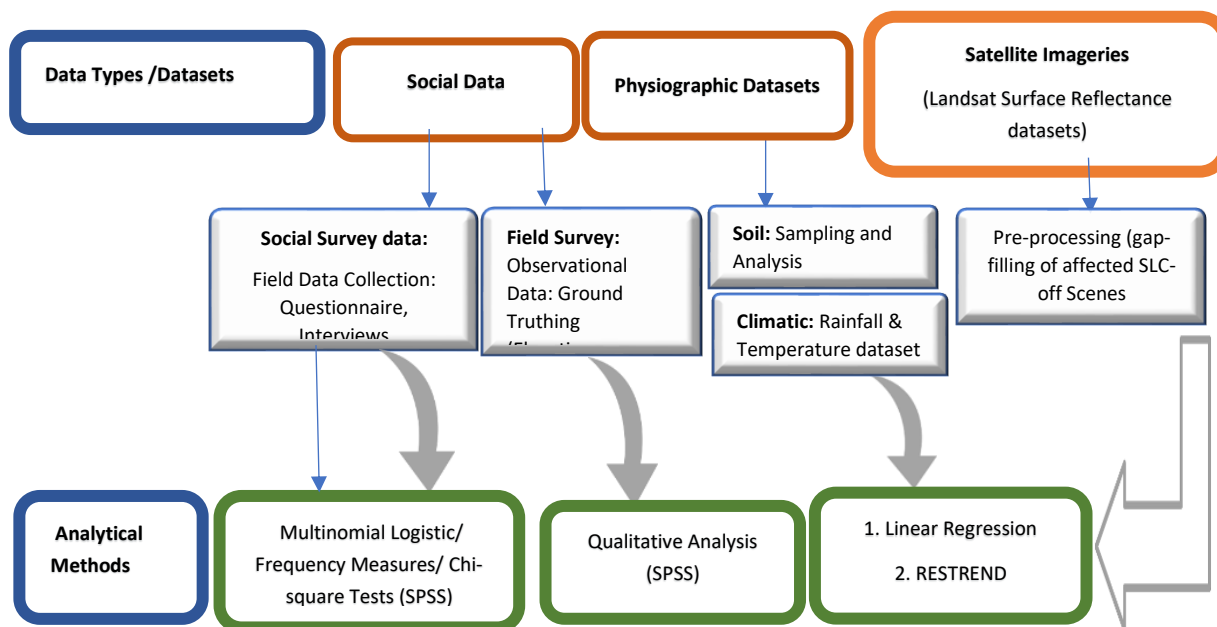 Data Types /Datasets
Social Data
Physiographic Datasets
Satellite Imageries
(Landsat Surface Reflectance
datasets)
Social Survey data:
Field Data Collection:
Questionnaire,
Interviews
Field Survey:
Observational
Data: Ground
Truthing
Soil: Sampling and
Analysis
Climatic: Rainfall &
Temperature dataset
Pre-processing (gap-
filling of affected SLC-
off Scenes
Analytical
Methods
Multinomial Logistic/
Frequency Measures/ Chi-
square Tests (SPSS)
Qualitative Analysis
(SPSS)
1. Linear Regression
2. RESTREND